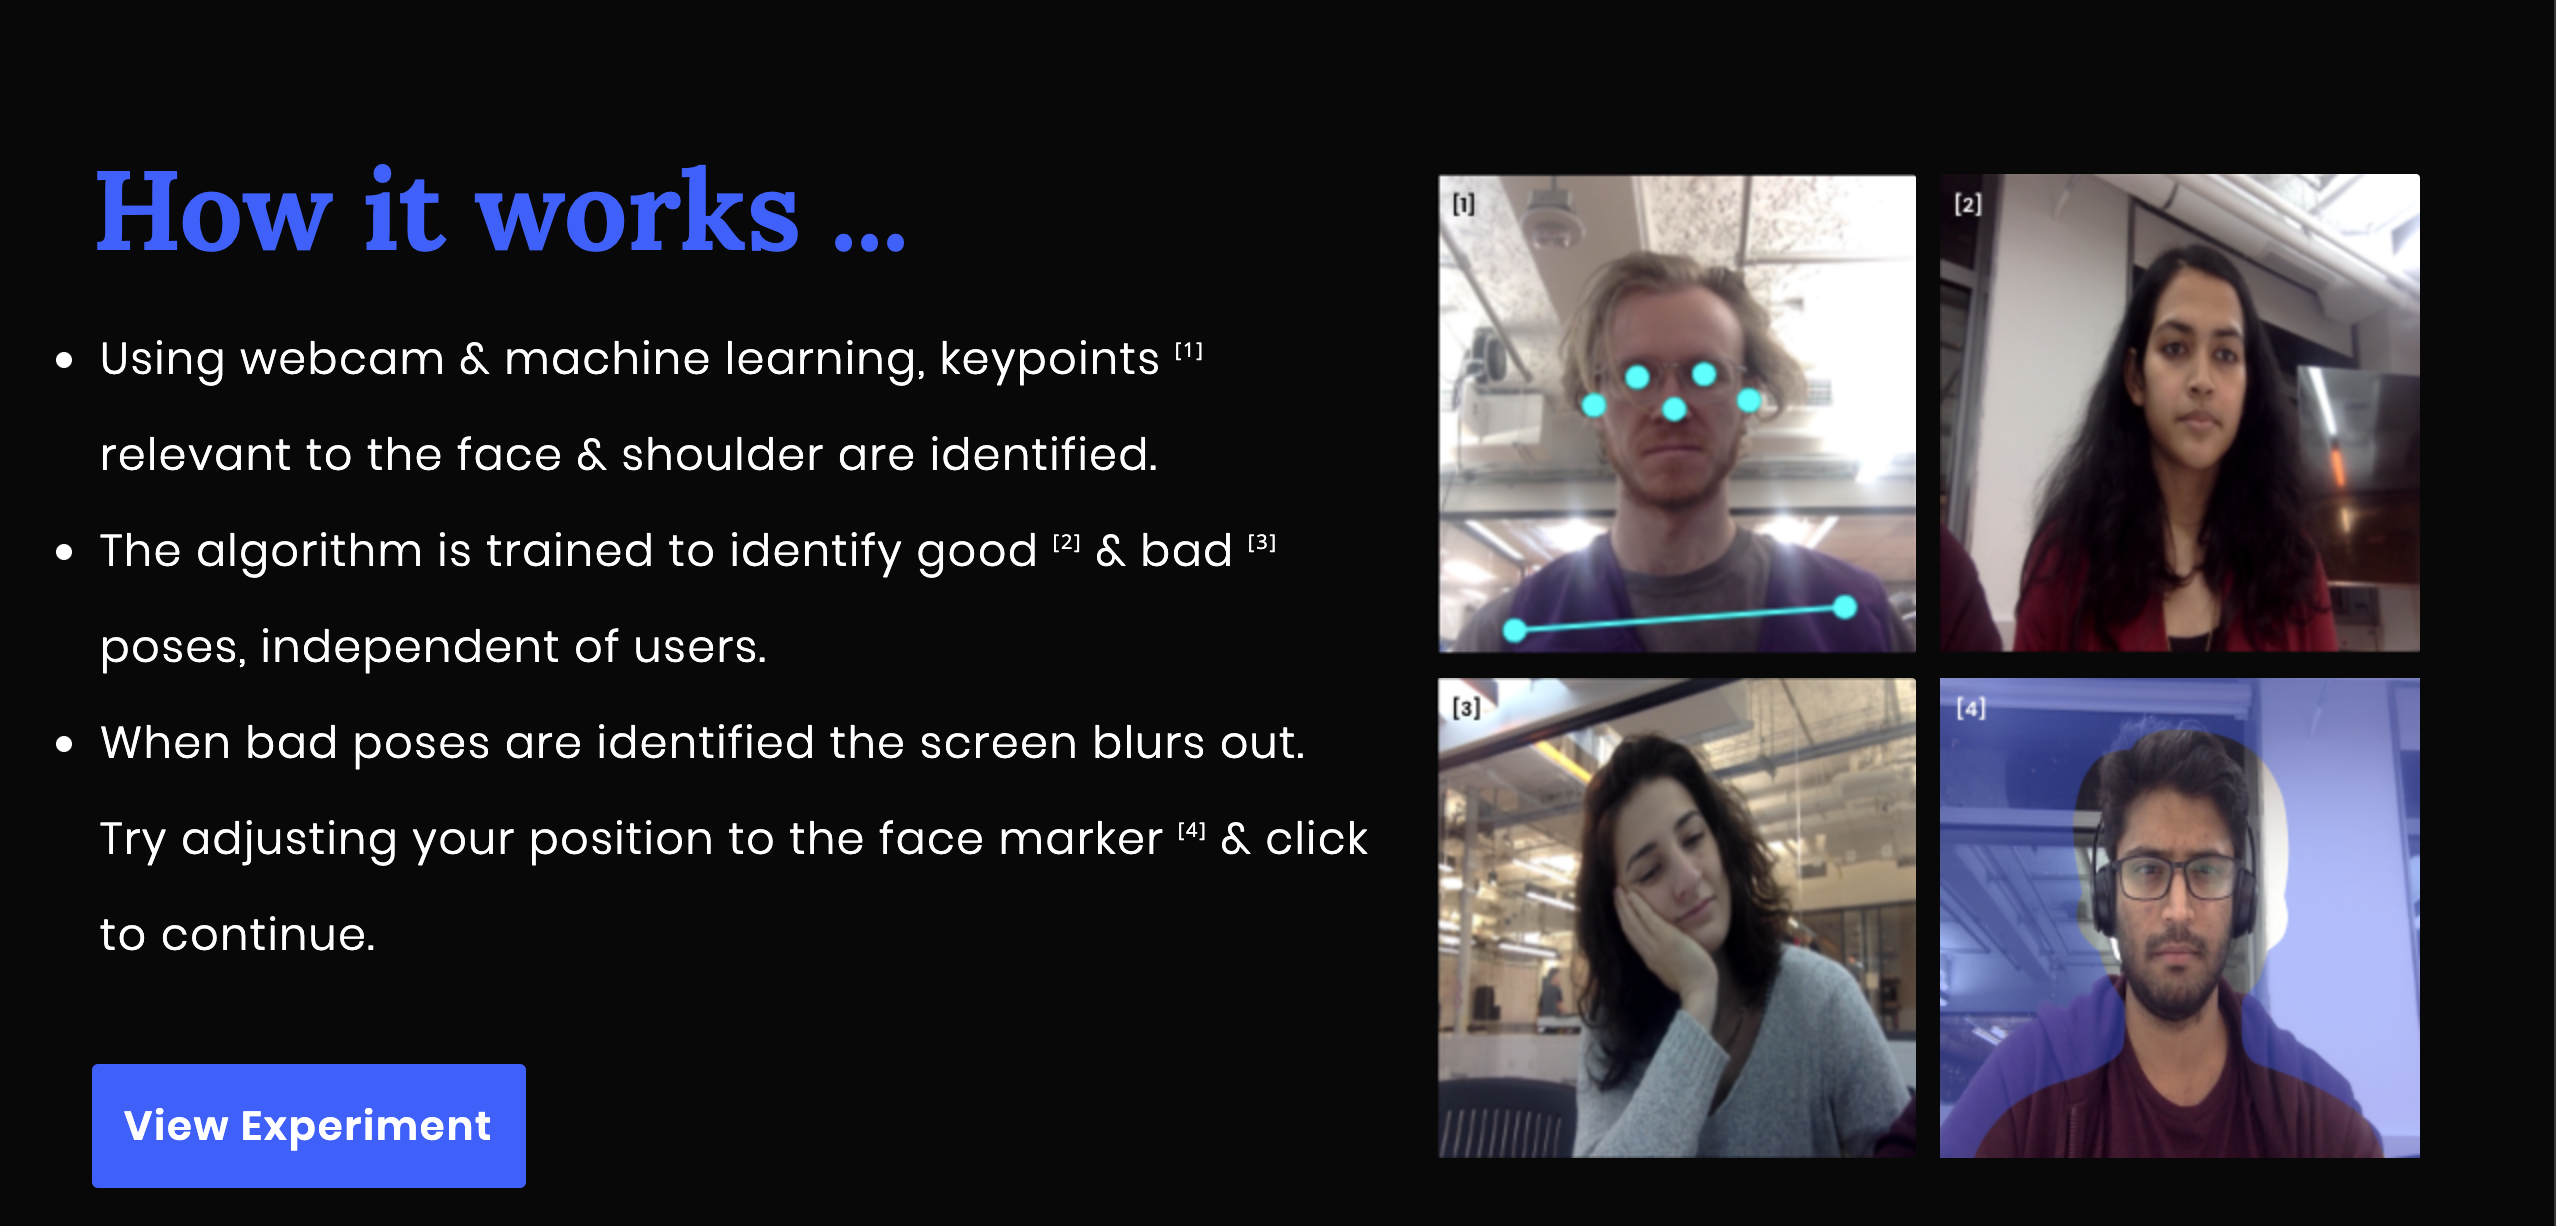 How it works ...
• Using webcam & machine learning, keypoints [1]
relevant to the face & shoulder are identified.
• The algorithm is trained to identify good [2] & bad [3]
poses, independent of users.
• When bad poses are identified the screen blurs out.
Try adjusting your position to the face marker [4] & click
to continue.
View Experiment
[1]
[2]
[3]
[4]